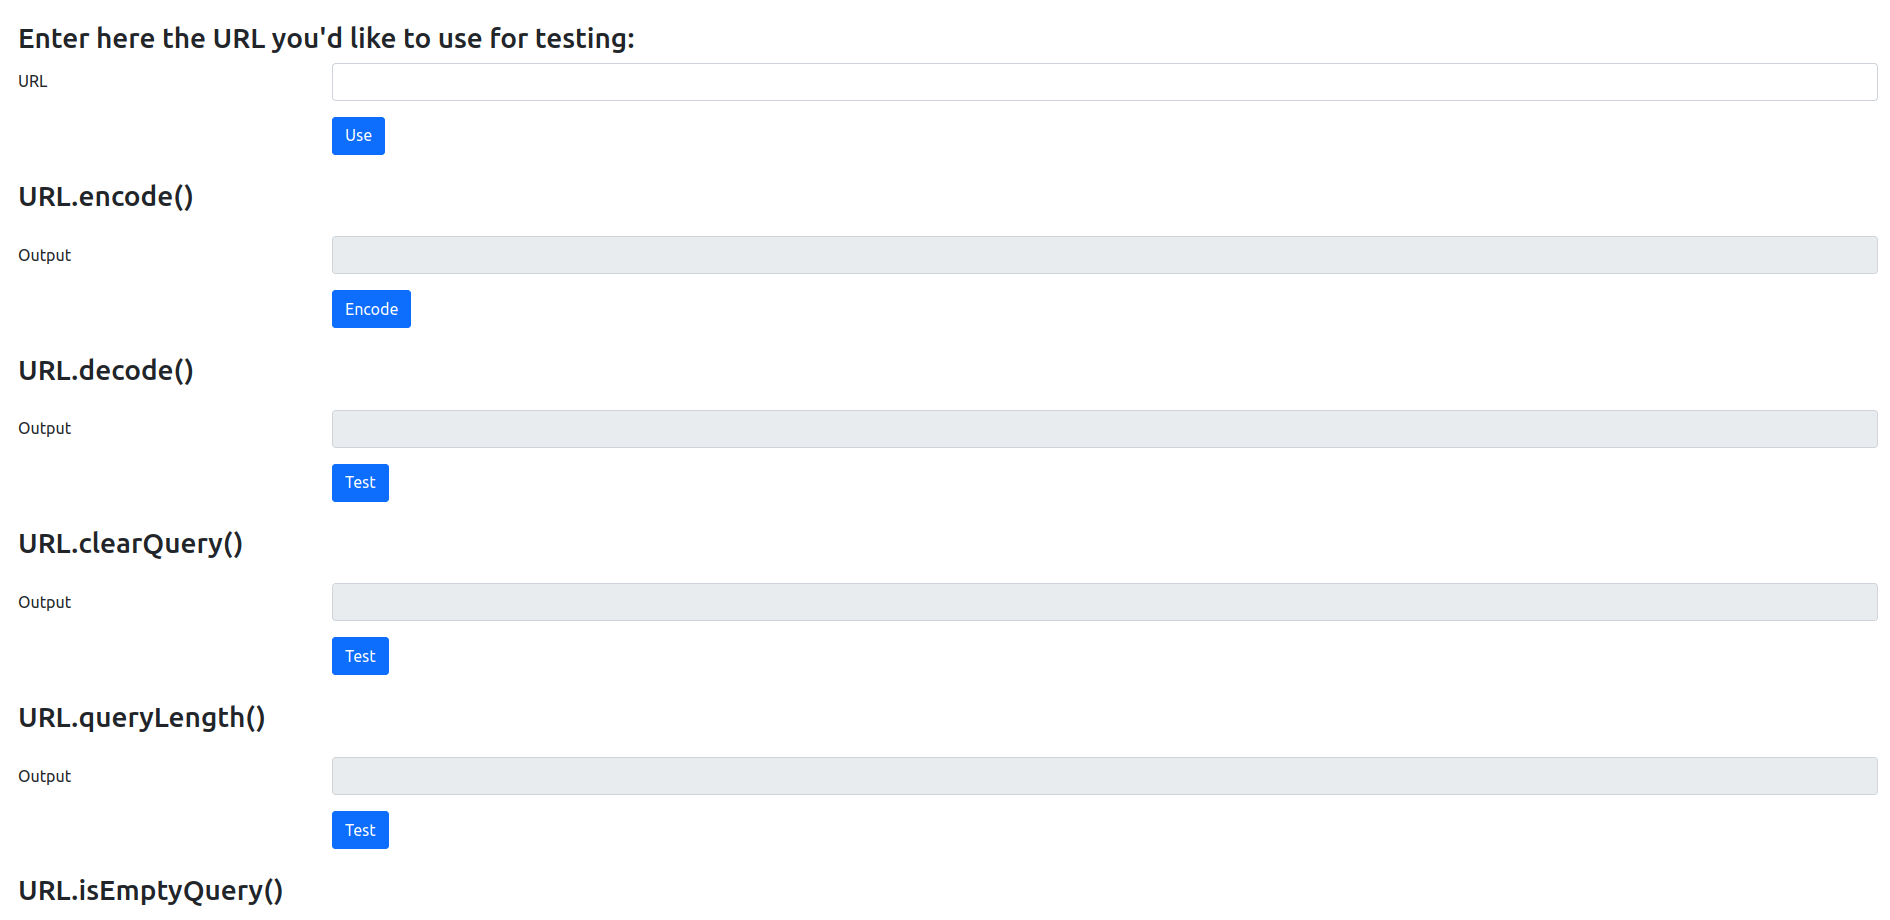 Enter here the URL you'd like to use for testing:
URL
Use
URL.encode()
Output
Encode
URL.decode()
Output
Test
URL.clearQuery()
Output
Test
URL.queryLength()
Output
Test
URL.isEmptyQuery()